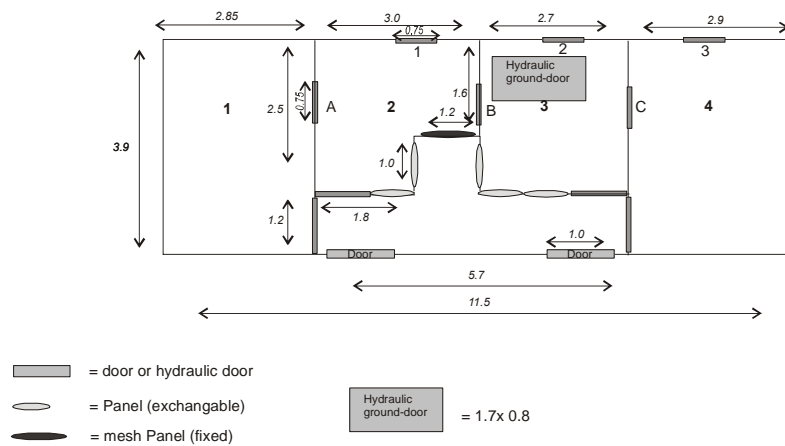 2.85
3.0
2.7
2.9
0,75
1
2
3
Hydraulic
ground-door
1
2.5
0,75
A
2
1.6
B
3
C
4
1.2
3.9
1.0
1.8
1.2
1.0
Door
Door
5.7
11.5
= door or hydraulic door
= Panel (exchangable)
= mesh Panel (fixed)
Hydraulic
ground-door
= 1.7x 0.8